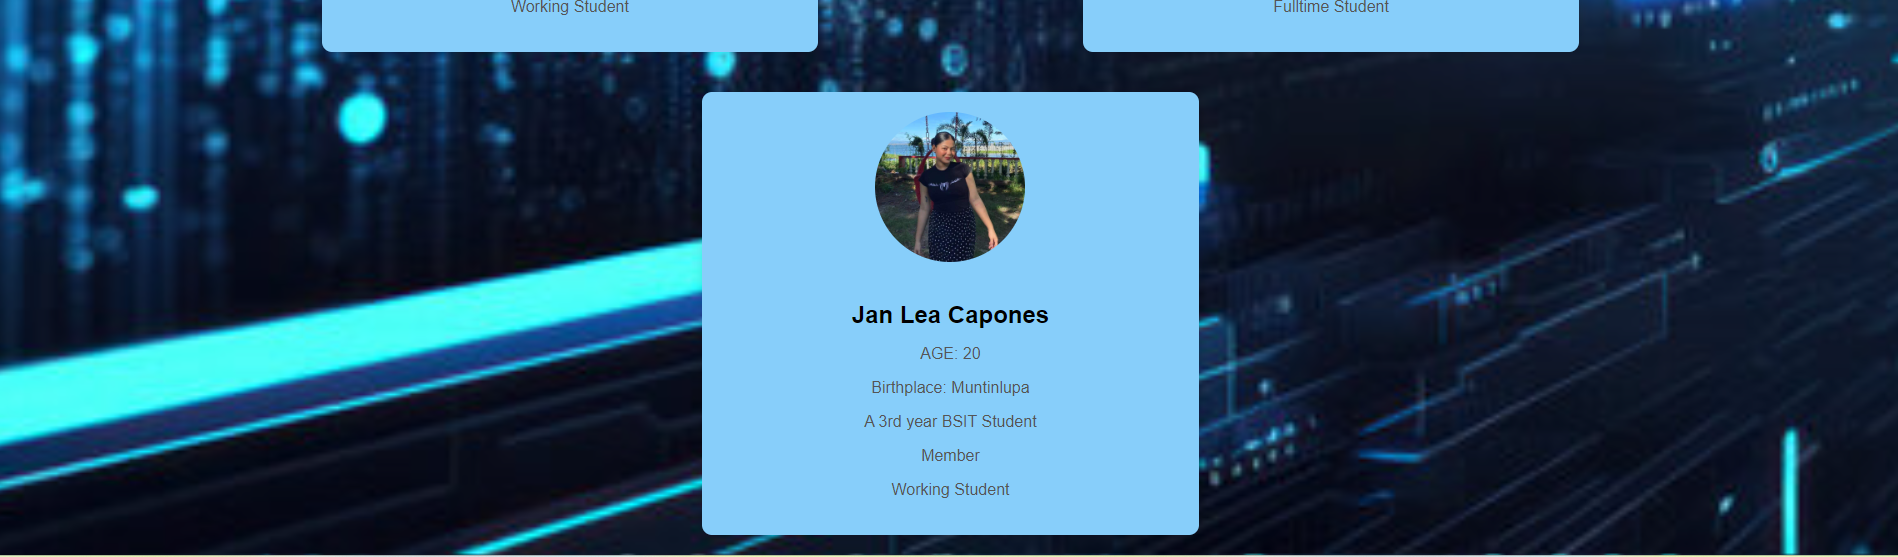 Working Student
Fulltime Student
Jan Lea Capones
AGE: 20
Birthplace: Muntinlupa
A 3rd year BSIT Student
Member
Working Student